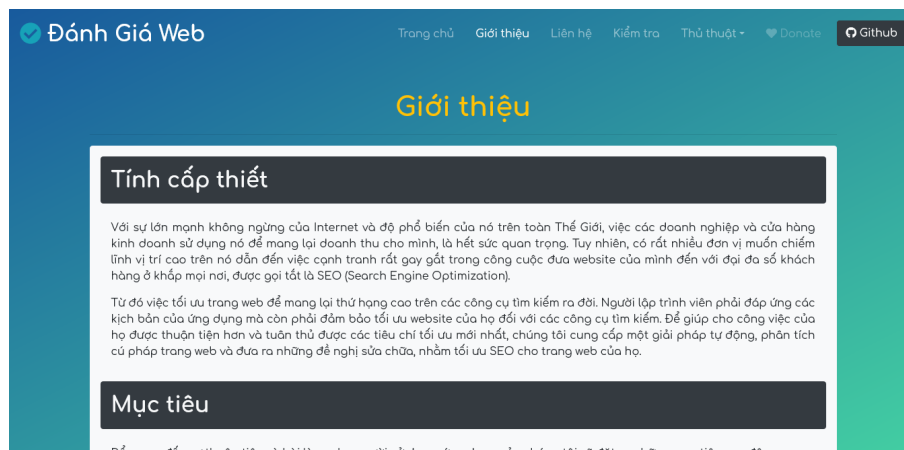 Đánh Giá Web
Trang chủ Giới thiệu Liên hệ Kiểm tra Thủ thuật Donate Github
Giới thiệu
Tính cấp thiết
Với sự lớn mạnh không ngừng của Internet và độ phổ biến của nó trên toàn Thế Giới, việc các doanh nghiệp và cửa hàng
kinh doanh sử dụng nó để mang lại doanh thu cho mình, là hết sức quan trọng. Tuy nhiên, có rất nhiều đơn vị muốn chiếm
lĩnh vị trí cao trên nó dẫn đến việc cạnh tranh rất gay gắt trong công cuộc đưa website của mình đến với đại đa số khách
hàng ở khắp mọi nơi, được gọi tắt là SEO (Search Engine Optimization).
Từ đó việc tối ưu trang web để mang lại thứ hạng cao trên các công cụ tìm kiếm ra đời. Người lập trình viên phải đáp ứng các
kịch bản của ứng dụng mà còn phải đảm bảo tối ưu website của họ đối với các công cụ tìm kiếm. Để giúp cho công việc của
họ được thuận tiện hơn và tuân thủ được các tiêu chí tối ưu mới nhất, chúng tôi cung cấp một giải pháp tự động, phân tích
cú pháp trang web và đưa ra những đề nghị sửa chữa, nhằm tối ưu SEO cho trang web của họ.
Mục tiêu